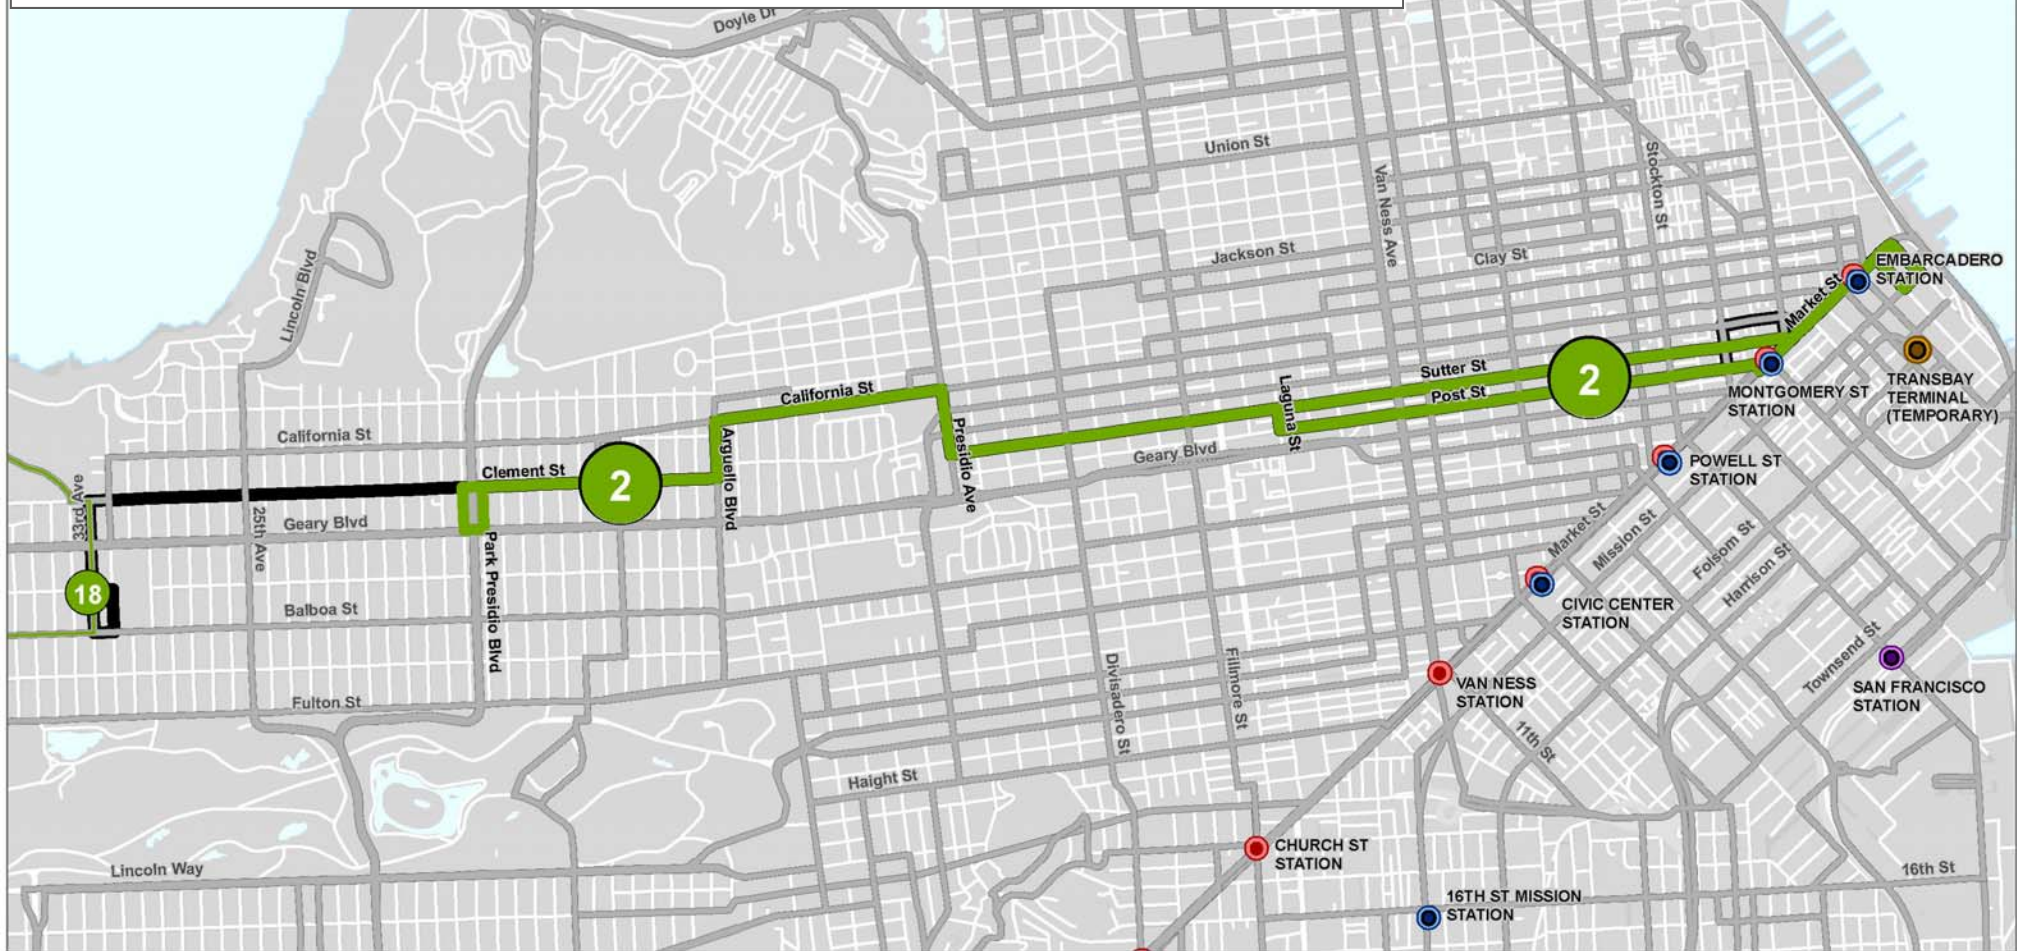 Doyle Dr
Union St
Van Ness Ave
Stockton St
Lincoln Blvd
Jackson St
Clay St
EMBARCADERO
STATION
Market St
TRANSBAY
TERMINAL
(TEMPORARY)
MONTGOMERY ST
STATION
2
Sutter St
Post St
Laguna St
California St
Presidio Ave
Geary Blvd
California St
Arguello Blvd
Clement St
2
POWELL ST
STATION
33rd Ave
25th Ave
Geary Blvd
Park Presidio Blvd
Market St
Mission St
Folsom St
Harrison St
18
Balboa St
CIVIC CENTER
STATION
Townsend St
Divisadero St
Fillmore St
VAN NESS
STATION
SAN FRANCISCO
STATION
Fulton St
11th St
Haight St
CHURCH ST
STATION
Lincoln Way
16th St
16TH ST MISSION
STATION